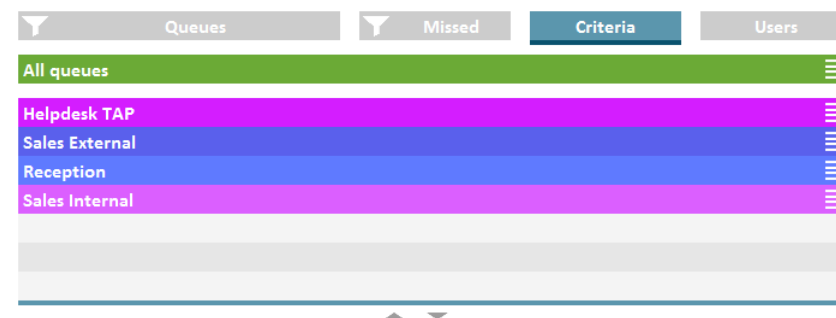 Queues Missed Criteria Users
All queues
Helpdesk TAP
Sales External
Reception
Sales Internal